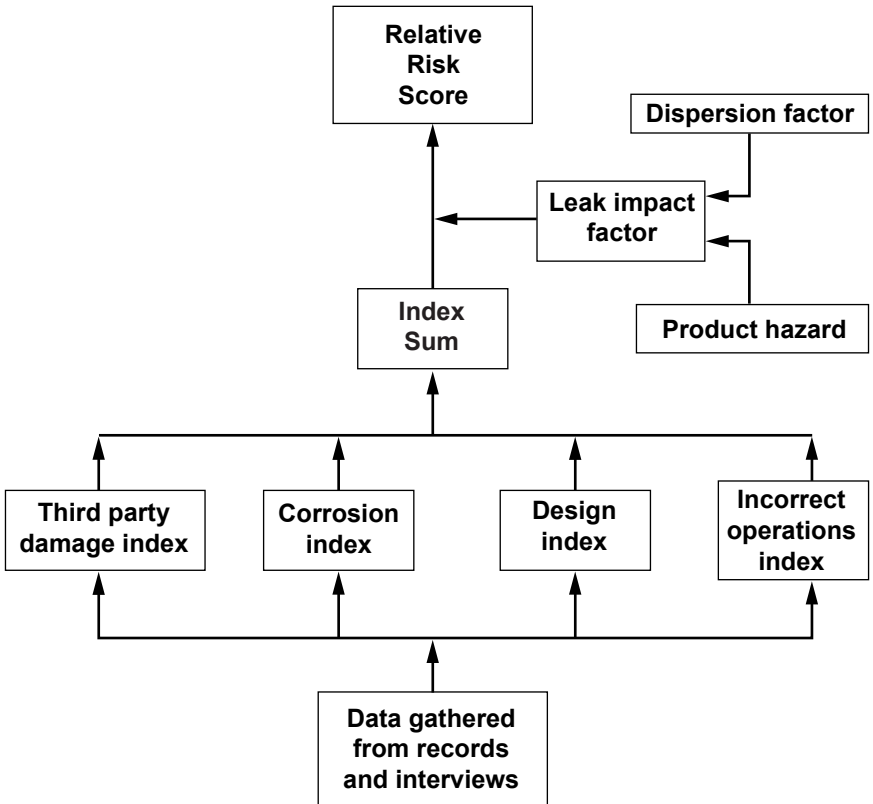 Relative
Risk
Score
Dispersion factor
Leak impact
factor
Product hazard
Index
Sum
Third party
damage index
Corrosion
index
Design
index
Incorrect
operations
index
Data gathered
from records
and interviews